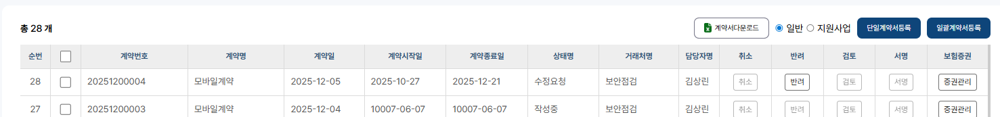 총 28 개 계약서다운로드 일반 지원사업 단일계약서등록 일괄계약서등록
순번 계약번호 계약명 계약일 계약시작일 계약종료일 상태명 거래처명 담당자명 취소 반려 검토 서명 보험증권
28 20251200004 모바일계약 2025-12-05 2025-10-27 2025-12-21 수정요청 보안점검 김상린 취소 반려 검토 서명 증권관리
27 20251200003 모바일계약 2025-12-04 10007-06-07 10007-06-07 작성중 보안점검 김상린 취소 반려 검토 서명 증권관리